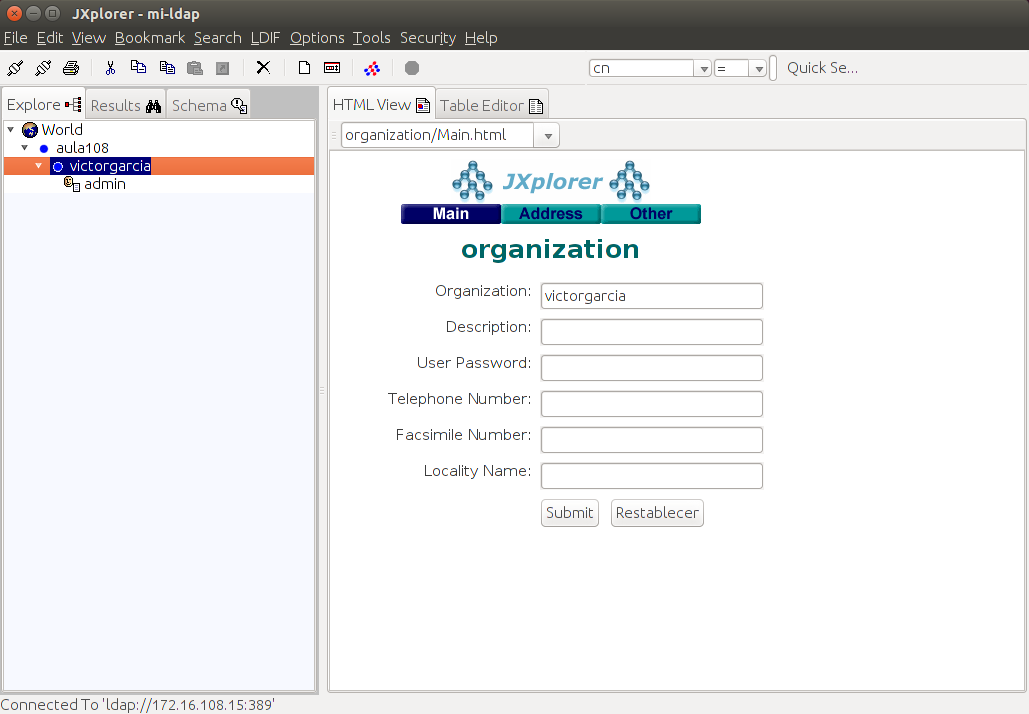 JXplorer - mi-ldap
File Edit View Bookmark Search LDIF Options Tools Security Help
cn = Quick Se...
Explore Results Schema
HTML View Table Editor
World
aula108
victorgarcia
admin
organization/Main.html
JXplorer
Main Address Other
organization
Organization: victorgarcia
Description:
User Password:
Telephone Number:
Facsimile Number:
Locality Name:
Submit Restablecer
Connected To 'ldap://172.16.108.15:389'